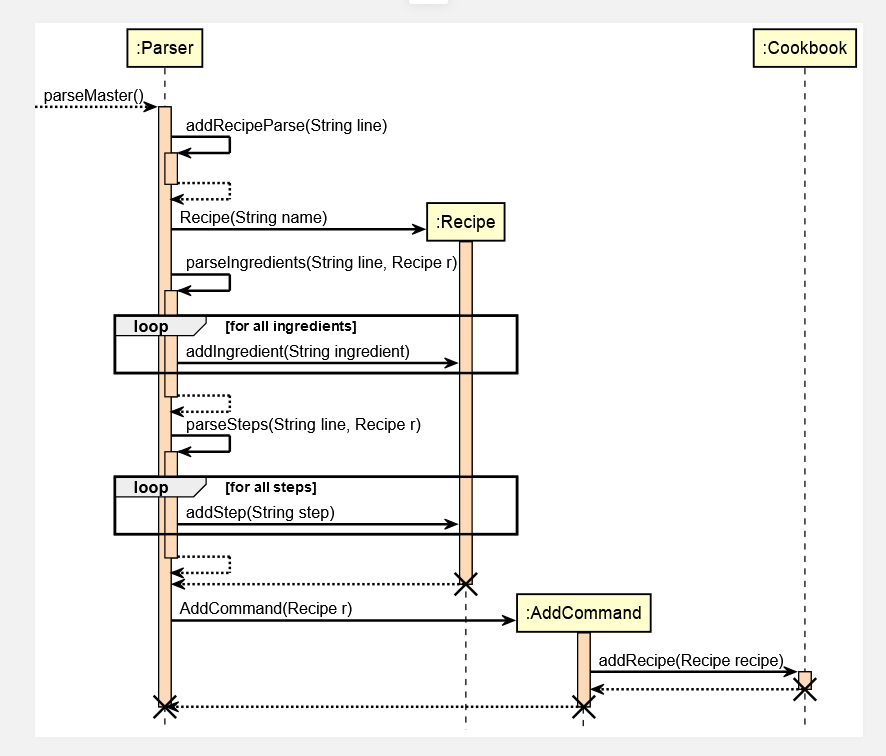 :Parser
:Cookbook
parseMaster()
addRecipeParse(String line)
Recipe(String name)
:Recipe
parseIngredients(String line, Recipe r)
loop
[for all ingredients]
addIngredient(String ingredient)
parseSteps(String line, Recipe r)
loop
[for all steps]
addStep(String step)
AddCommand(Recipe r)
:AddCommand
addRecipe(Recipe recipe)